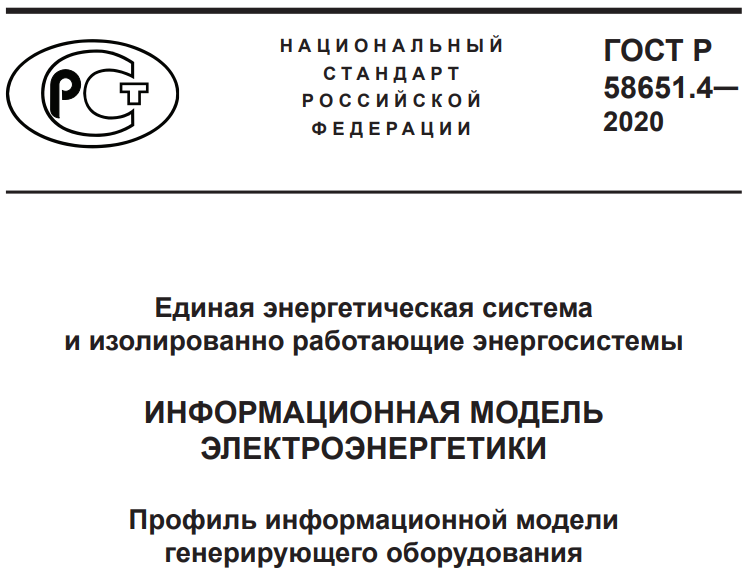 РСТ
НАЦИОНАЛЬНЫЙ
СТАНДАРТ
РОССИЙСКОЙ
ФЕДЕРАЦИИ
ГОСТ Р
58651.4—
2020
Единая энергетическая система
и изолированно работающие энергосистемы
ИНФОРМАЦИОННАЯ МОДЕЛЬ
ЭЛЕКТРОЭНЕРГЕТИКИ
Профиль информационной модели
генерирующего оборудования